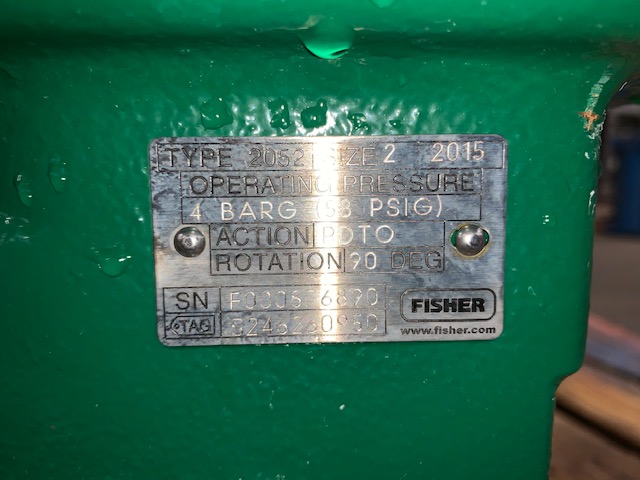 TYPE 2052 SIZE 2 2015
OPERATING PRESSURE
4 BARG (58 PSIG)
ACTION PDTO
ROTATION 90 DEG
SN
FISHER
TAG
www.fisher.com